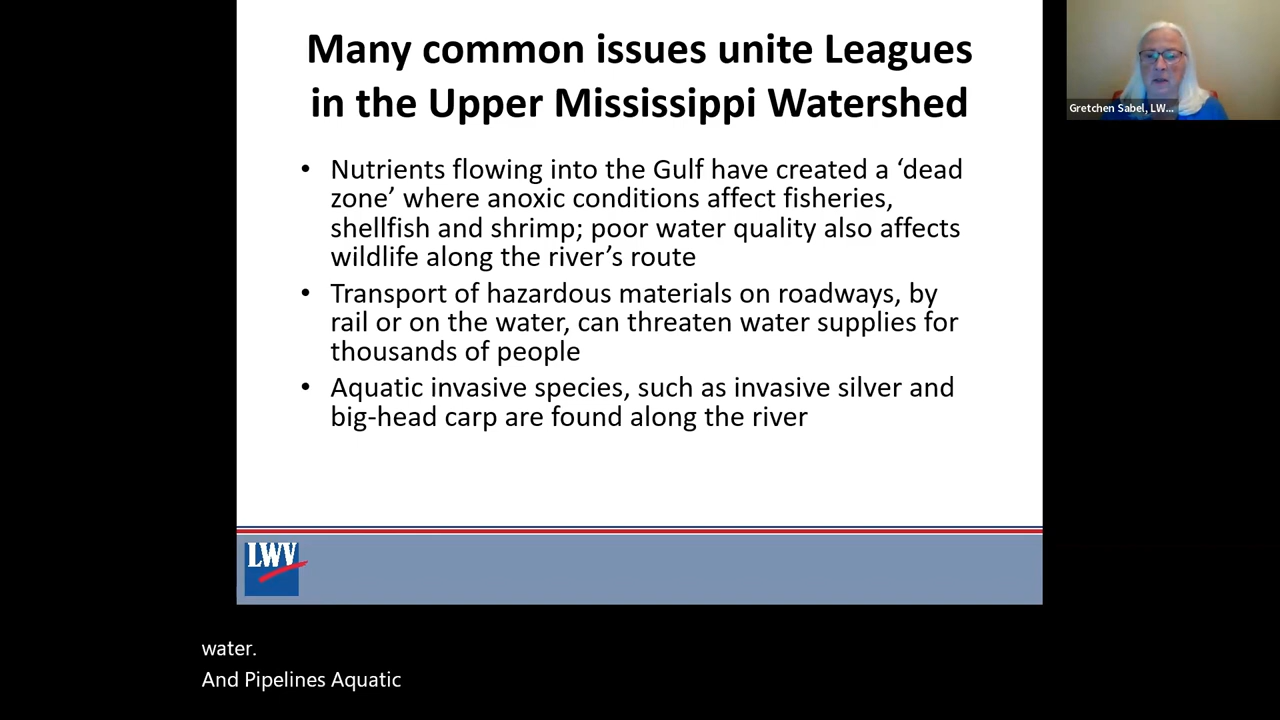 Many common issues unite Leagues
in the Upper Mississippi Watershed
• Nutrients flowing into the Gulf have created a ‘dead
zone’ where anoxic conditions affect fisheries,
shellfish and shrimp; poor water quality also affects
wildlife along the river’s route
• Transport of hazardous materials on roadways, by
rail or on the water, can threaten water supplies for
thousands of people
• Aquatic invasive species, such as invasive silver and
big-head carp are found along the river
Gretchen Sabel, LW...
LWV
water.
And Pipelines Aquatic